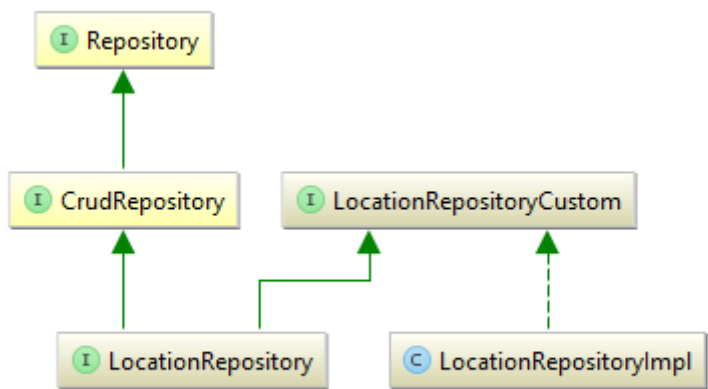 I Repository
I CrudRepository
I LocationRepositoryCustom
I LocationRepository
C LocationRepositoryImpl